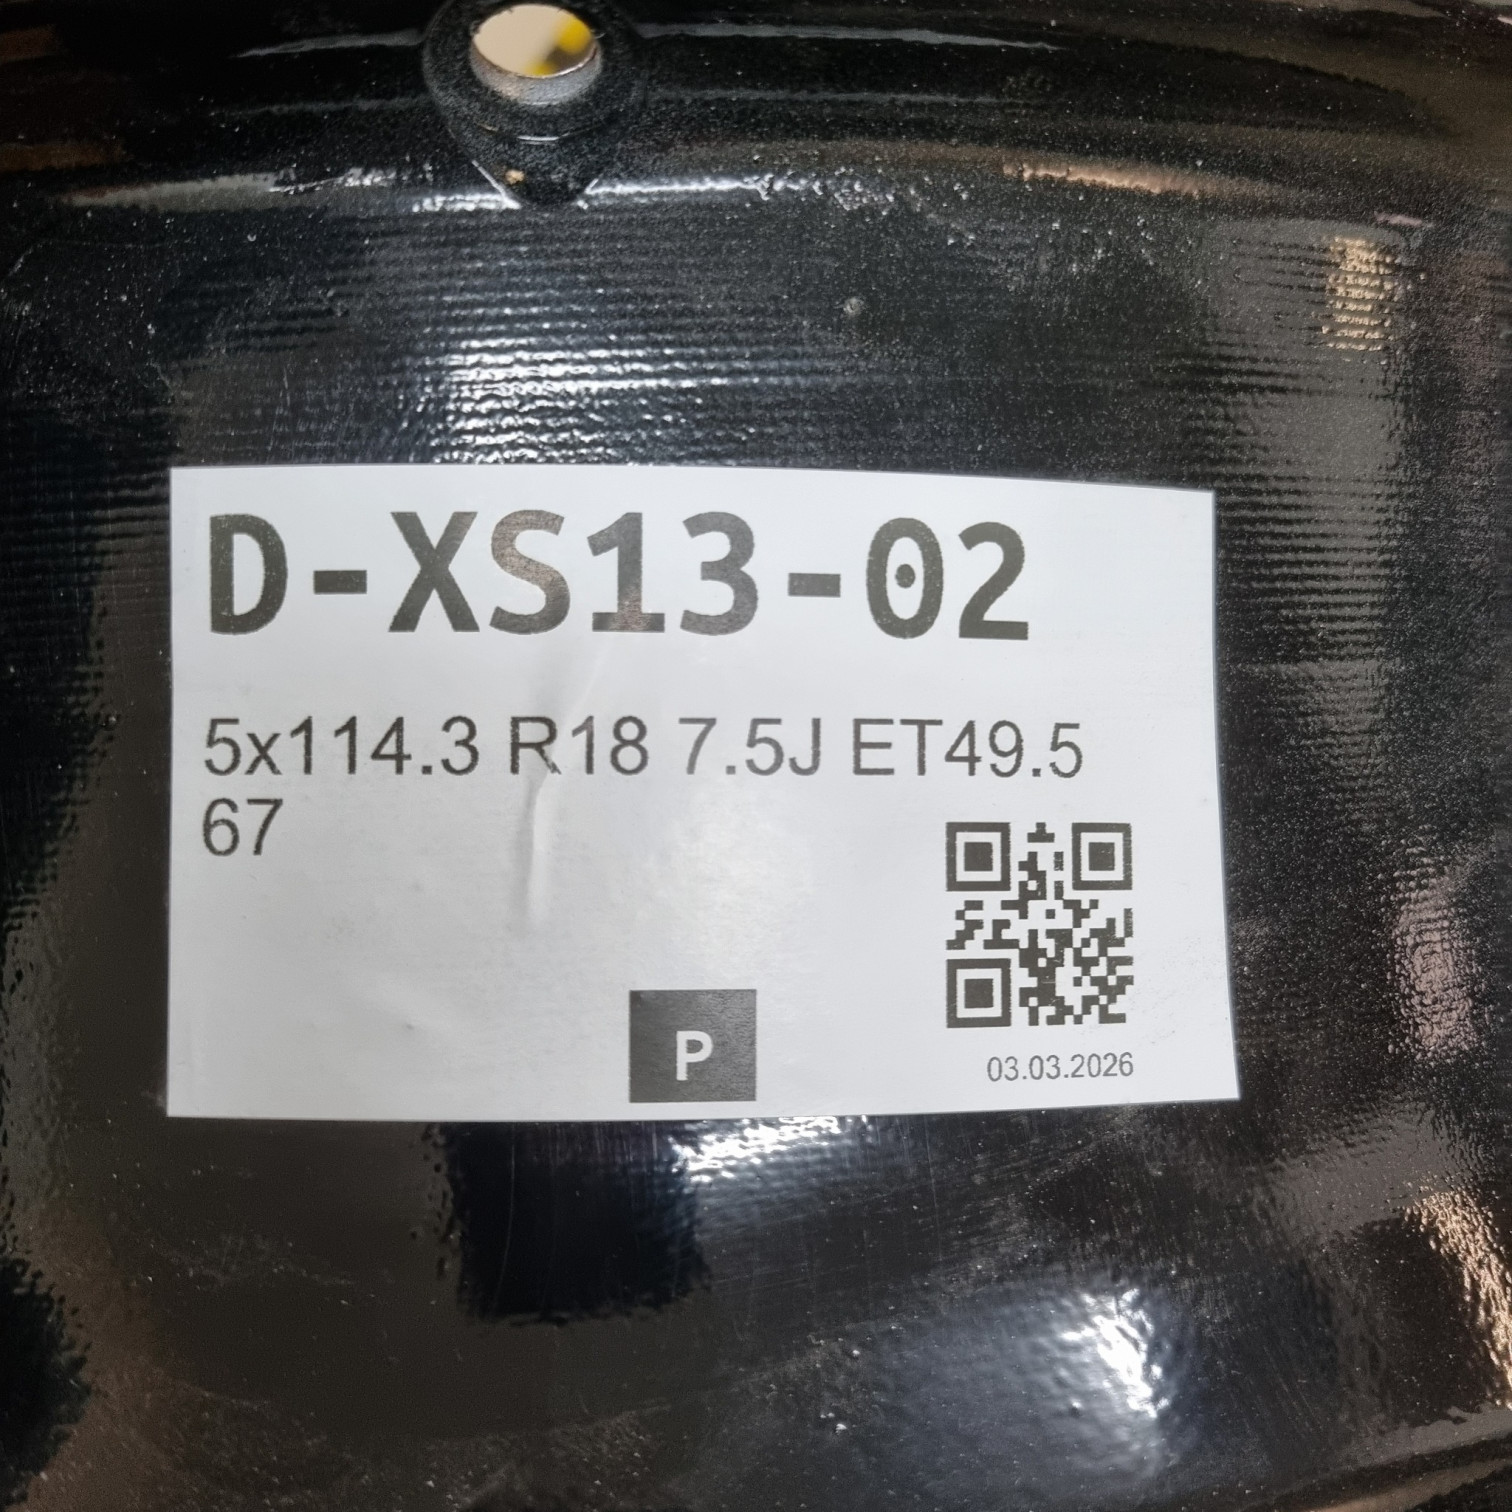 D-XS13-02
5x114.3 R18 7.5J ET49.5
67
P
03.03.2026